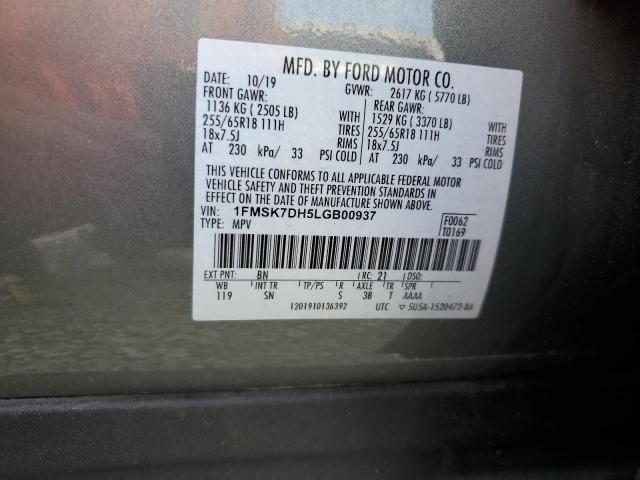 MFD. BY FORD MOTOR CO.
DATE: 10/19 GVWR: 2617 KG ( 5770 LB)
FRONT GAWR: REAR GAWR:
1136 KG ( 2505 LB) WITH 1529 KG ( 3370 LB) WITH
255/65R18 111H TIRES 255/65R18 111H TIRES
18x7.5J RIMS 18x7.5J RIMS
AT 230 kPa/ 33 PSI COLD AT 230 kPa/ 33 PSI COLD
THIS VEHICLE CONFORMS TO ALL APPLICABLE FEDERAL MOTOR
VEHICLE SAFETY AND THEFT PREVENTION STANDARDS IN
EFFECT ON THE DATE OF MANUFACTURE SHOWN ABOVE.
VIN: 1FMSK7DH5LGB00937 F0062
TYPE: MPV T0169
EXT PNT: BN RC: 21 DSO:
WB INT TR TP/PS R AXLE TR SPR
119 SN S 38 T AAAA
1201910136392 UTC ▽ 5U5A-1520472-BA